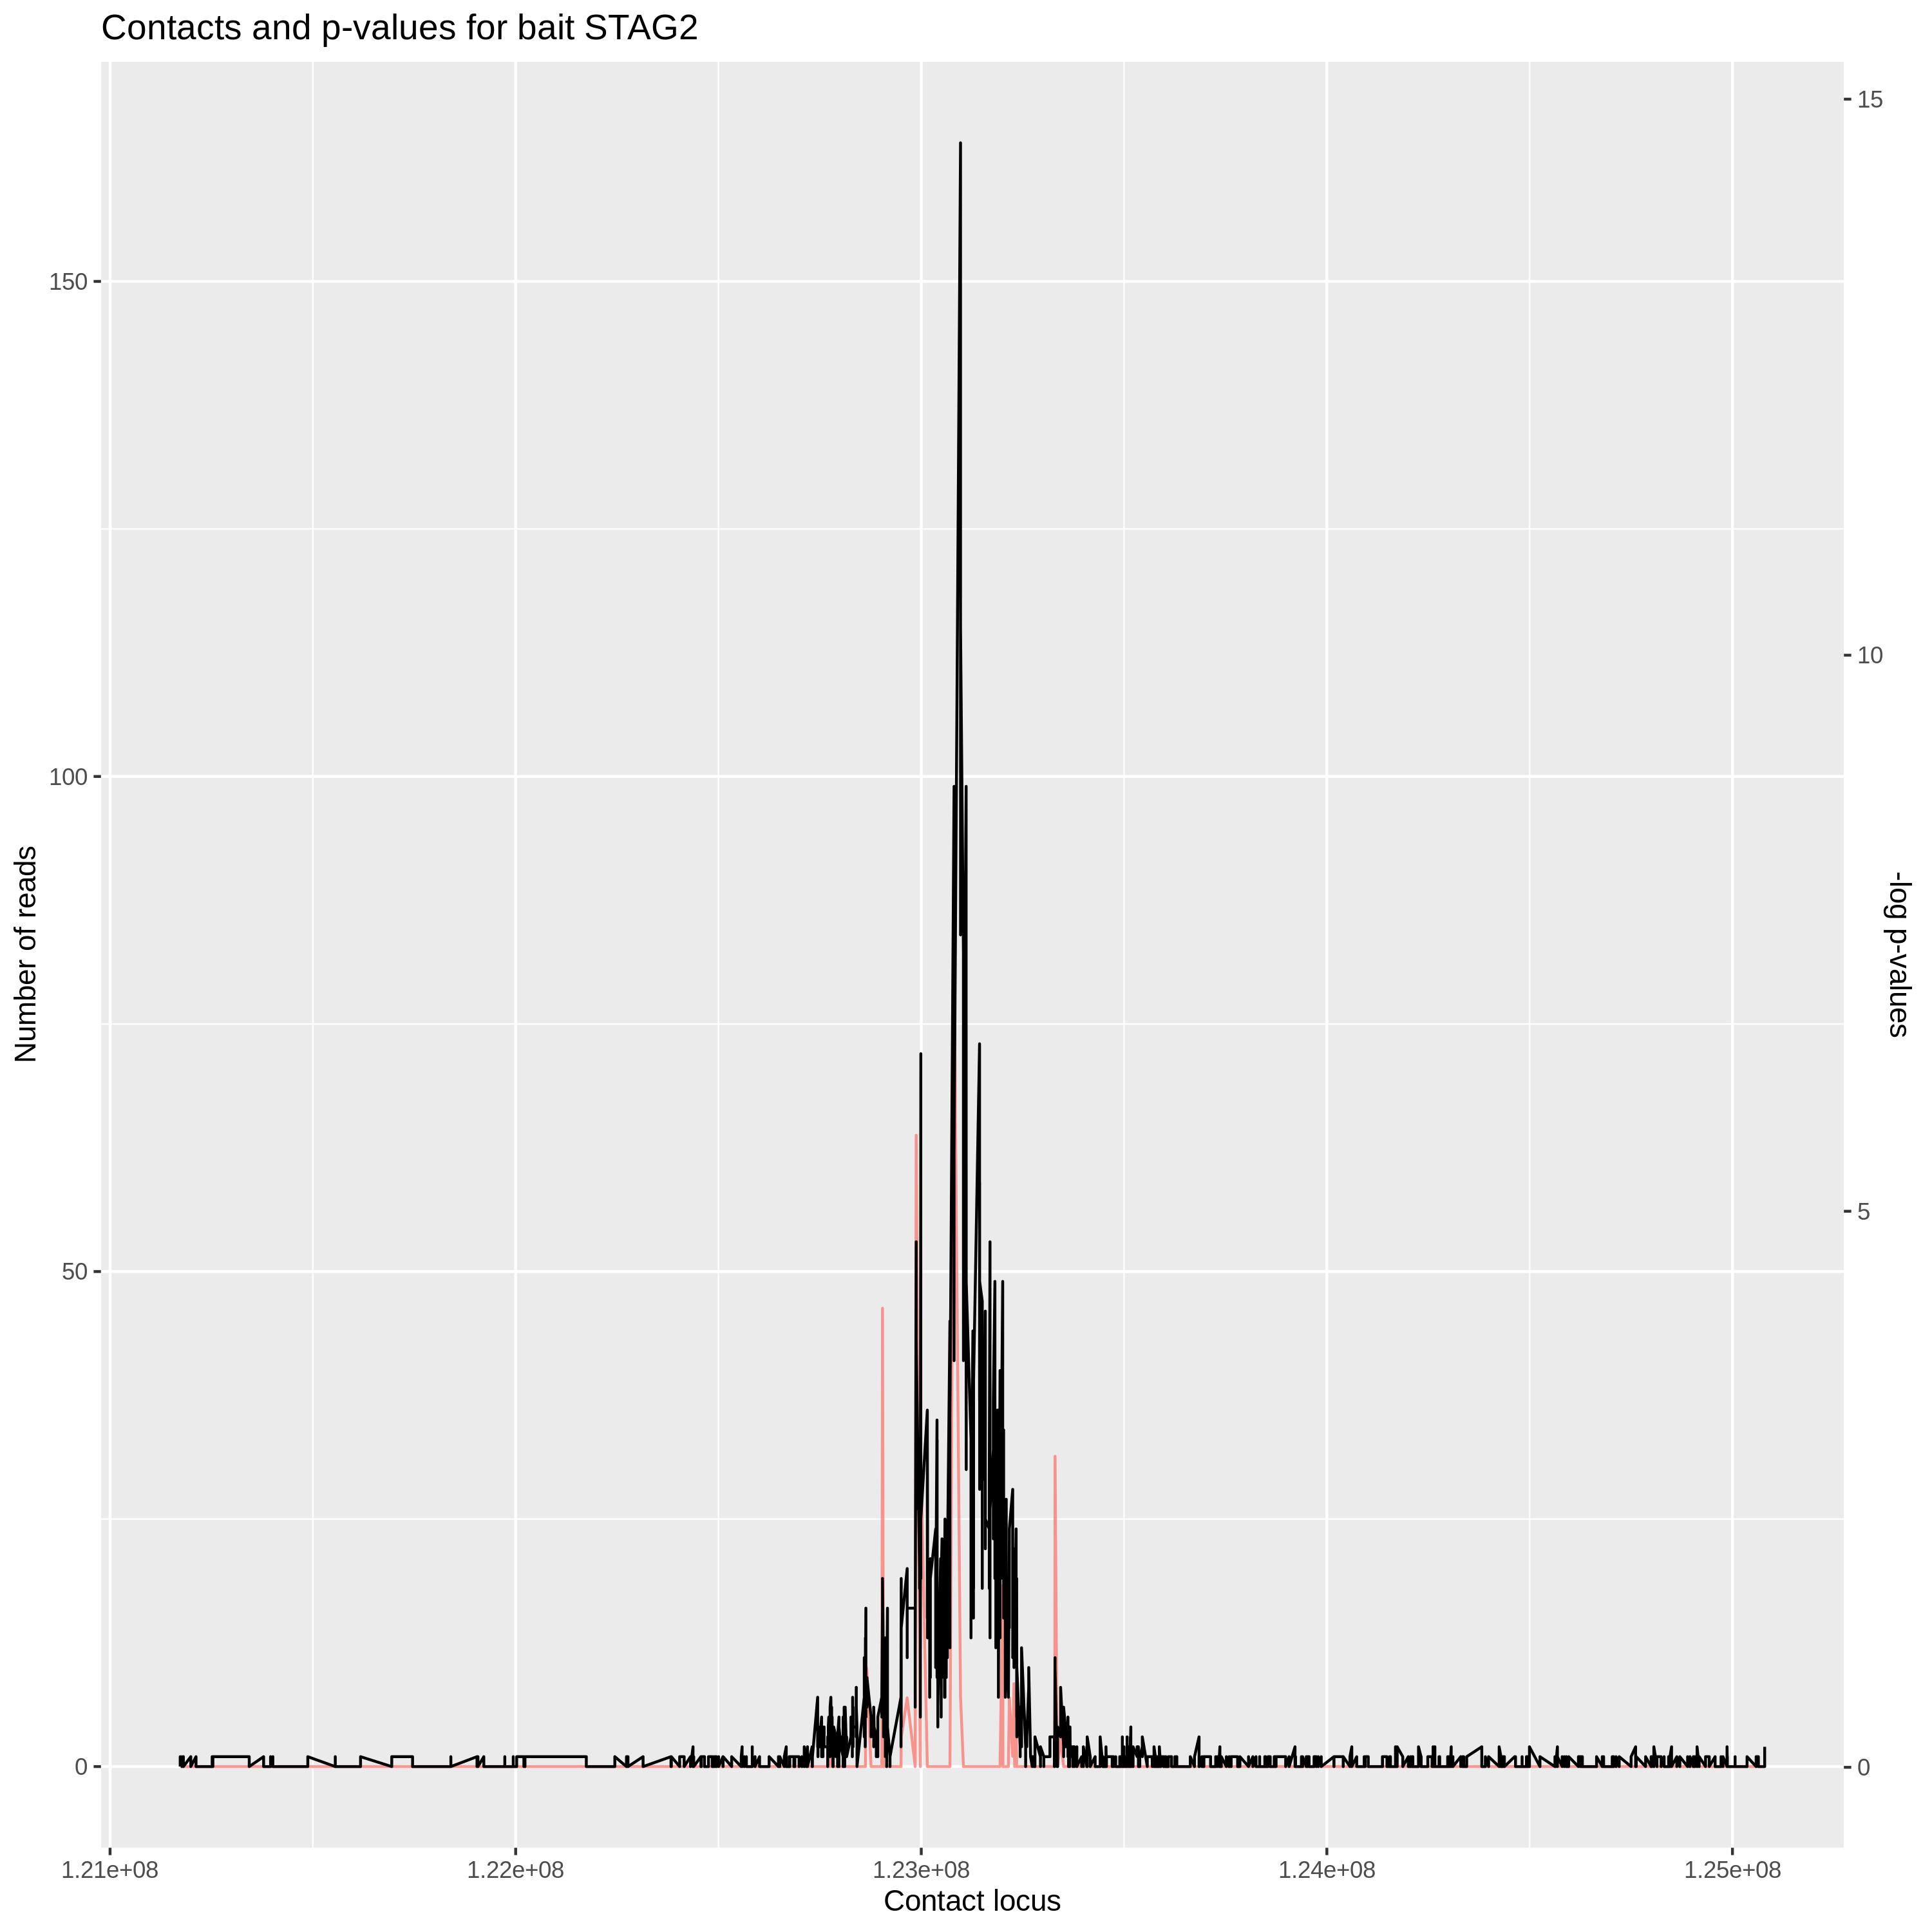 Contacts and p-values for bait STAG2
15
150
10
100
Number of reads
-log p-values
5
50
0
0
1.21e+08 1.22e+08 1.23e+08 1.24e+08 1.25e+08
Contact locus